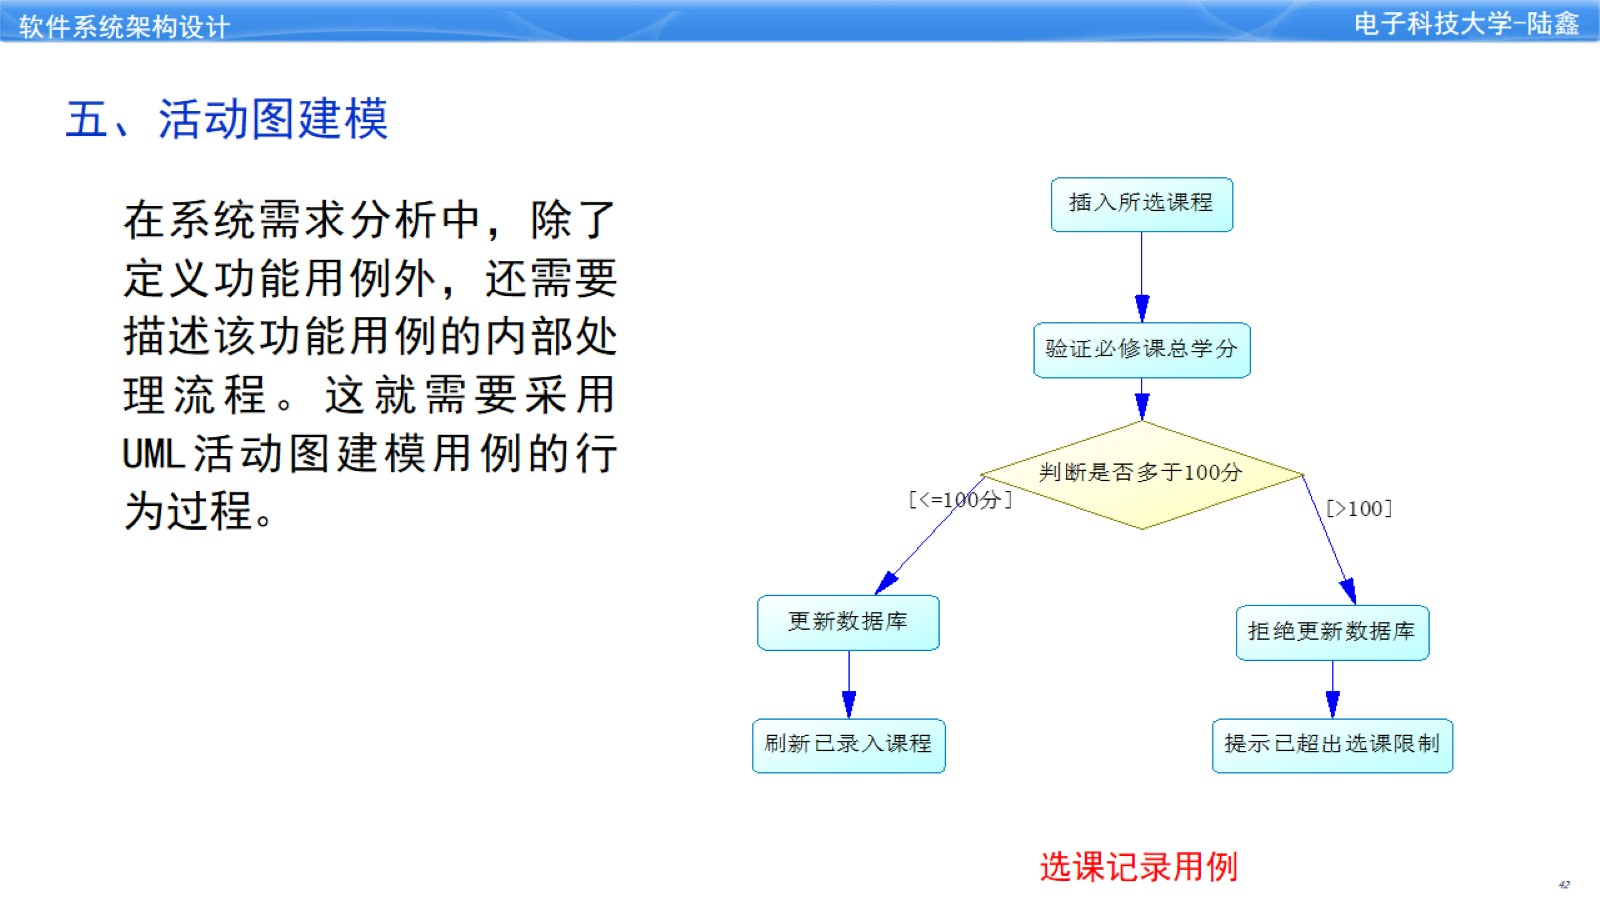 软件系统架构设计
电子科技大学-陆鑫
五、活动图建模
在系统需求分析中，除了
定义功能用例外，还需要
描述该功能用例的内部处
理流程。这就需要采用
UML活动图建模用例的行
为过程。
插入所选课程
验证必修课总学分
判断是否多于100分
[<=100分]
[>100]
更新数据库
拒绝更新数据库
刷新已录入课程
提示已超出选课限制
选课记录用例
42